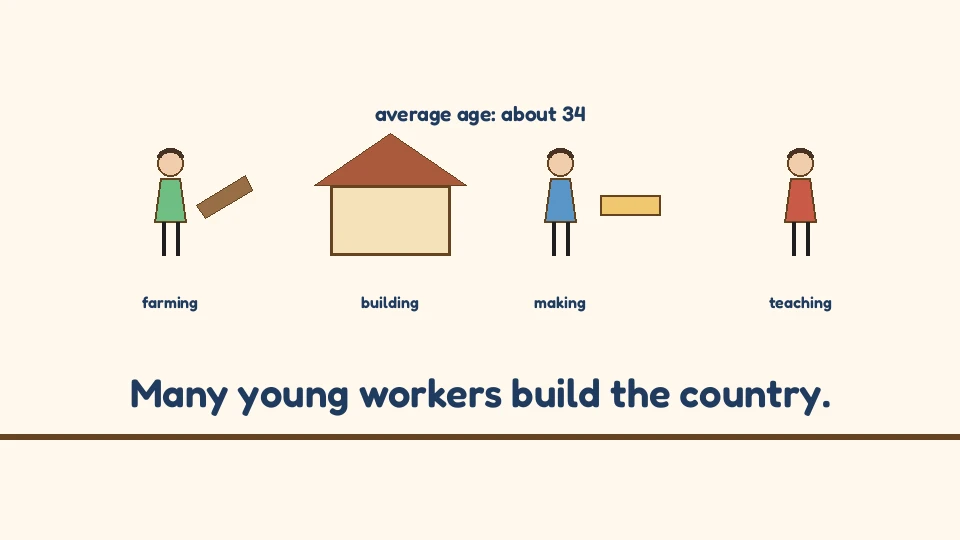 average age: about 34
farming
building
making
teaching
Many young workers build the country.